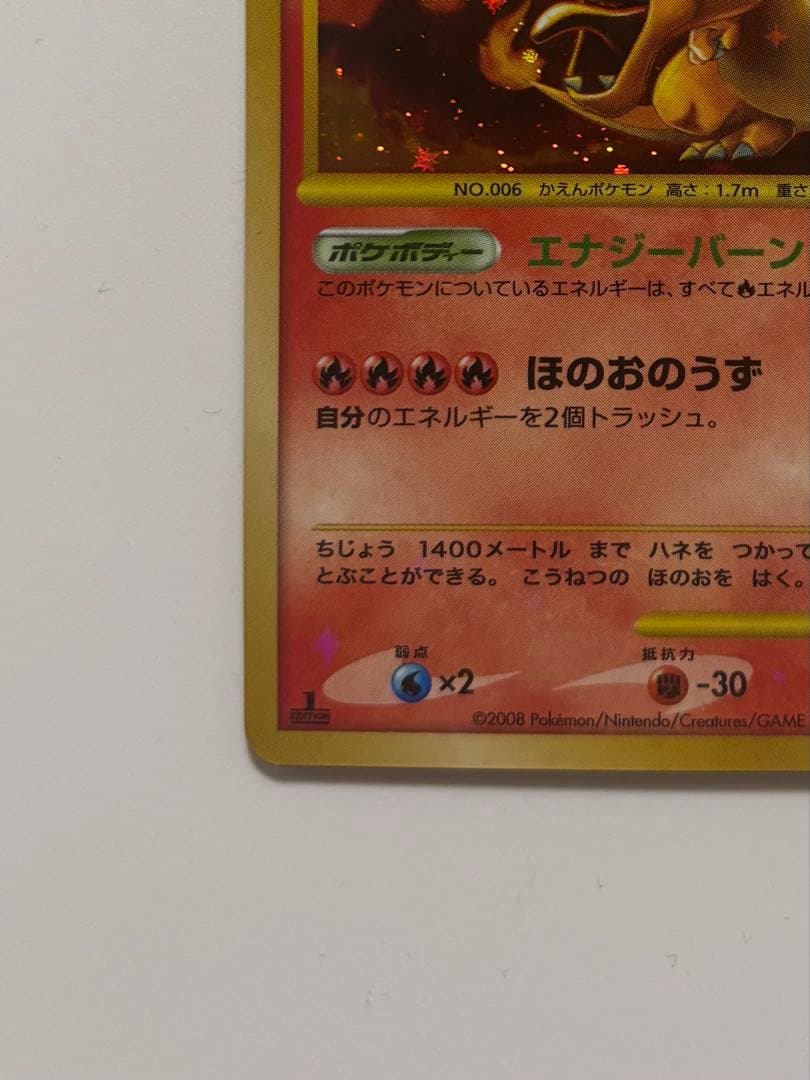 NO.006 かえんポケモン 高さ:1.7m 重さ
ポケボディー エナジーバーン
このポケモンについているエネルギーは、すべてエネル
ほのおのうず
自分のエネルギーを2個トラッシュ。
ちじょう 1400メートル まで ハネを つかって
とぶことができる。 こうねつの ほのおを はく。
弱点 抵抗力
×2 -30
1 EDITION
©2008 Pokémon/Nintendo/Creatures/GAME